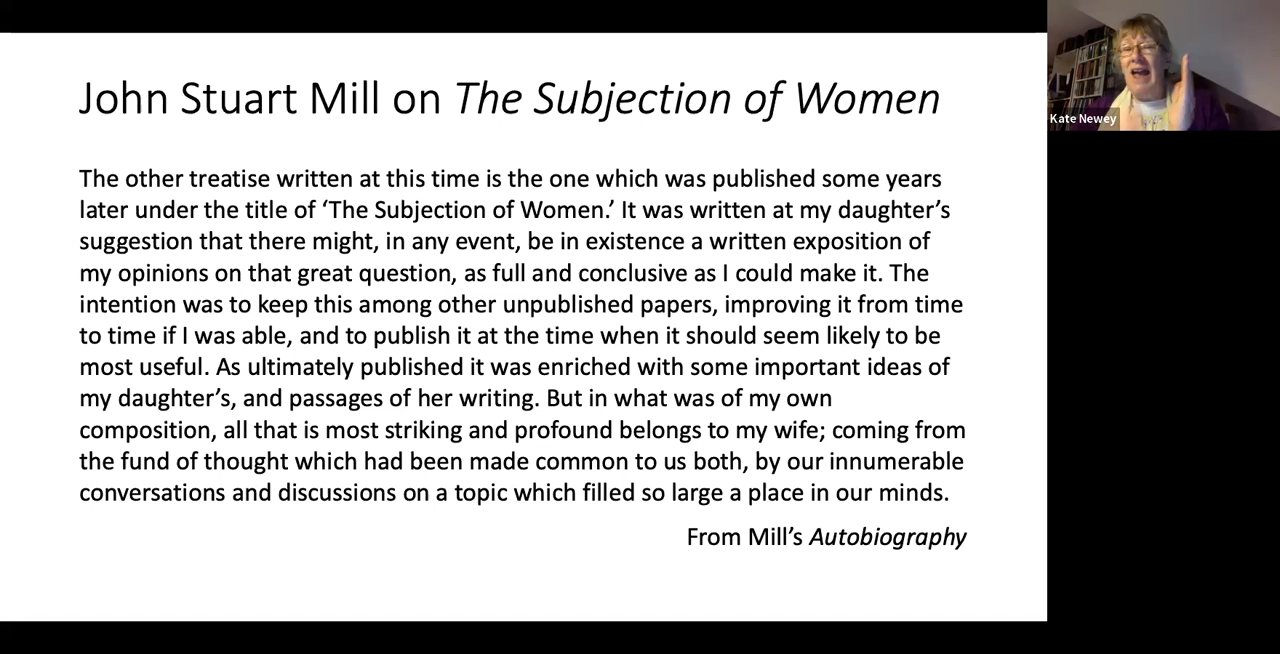 John Stuart Mill on The Subjection of Women
The other treatise written at this time is the one which was published some years
later under the title of ‘The Subjection of Women.’ It was written at my daughter’s
suggestion that there might, in any event, be in existence a written exposition of
my opinions on that great question, as full and conclusive as I could make it. The
intention was to keep this among other unpublished papers, improving it from time
to time if I was able, and to publish it at the time when it should seem likely to be
most useful. As ultimately published it was enriched with some important ideas of
my daughter’s, and passages of her writing. But in what was of my own
composition, all that is most striking and profound belongs to my wife; coming from
the fund of thought which had been made common to us both, by our innumerable
conversations and discussions on a topic which filled so large a place in our minds.
From Mill’s Autobiography
Kate Newey